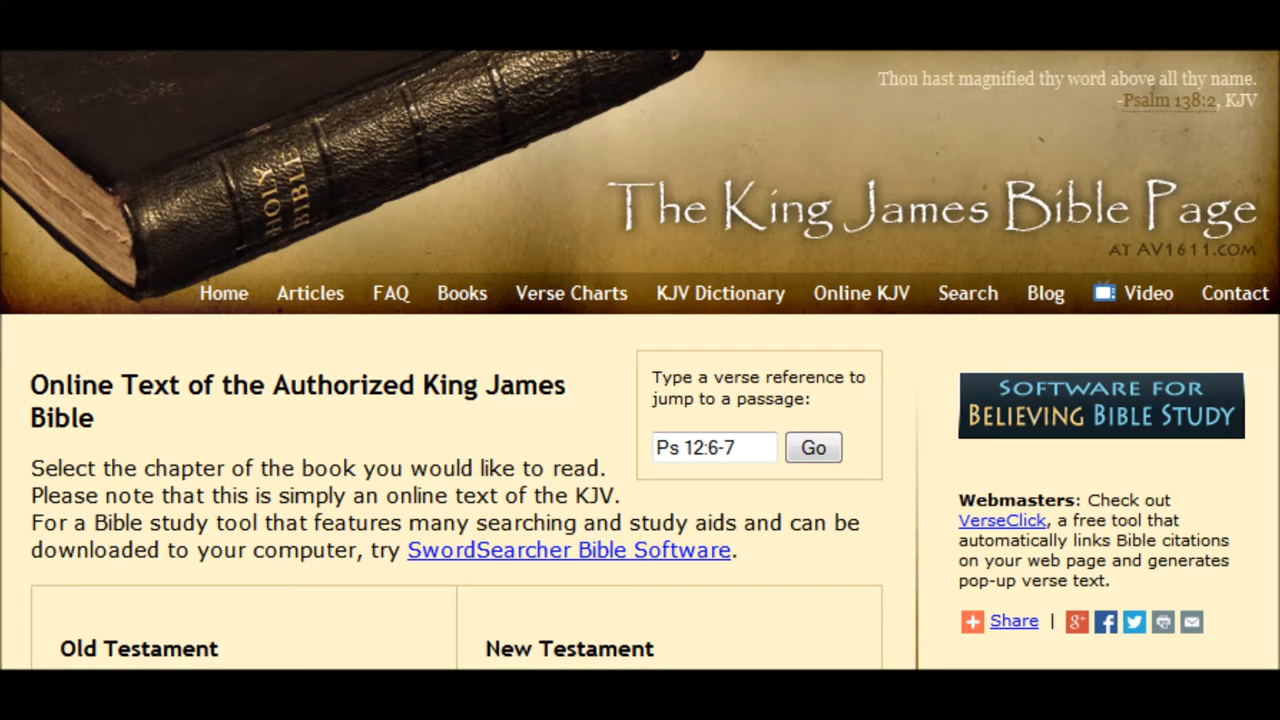 Thou hast magnified thy word above all thy name.
-Psalm 138:2, KJV
HOLY
BIBLE
The King James Bible Page
AT AV1611.COM
Home Articles FAQ Books Verse Charts KJV Dictionary Online KJV Search Blog Video Contact
Online Text of the Authorized King James
Bible
Type a verse reference to
jump to a passage:
Ps 12:6-7 Go
Select the chapter of the book you would like to read.
Please note that this is simply an online text of the KJV.
For a Bible study tool that features many searching and study aids and can be
downloaded to your computer, try SwordSearcher Bible Software.
Old Testament New Testament
SOFTWARE FOR
BELIEVING BIBLE STUDY
Webmasters: Check out
VerseClick, a free tool that
automatically links Bible citations
on your web page and generates
pop-up verse text.
Share |